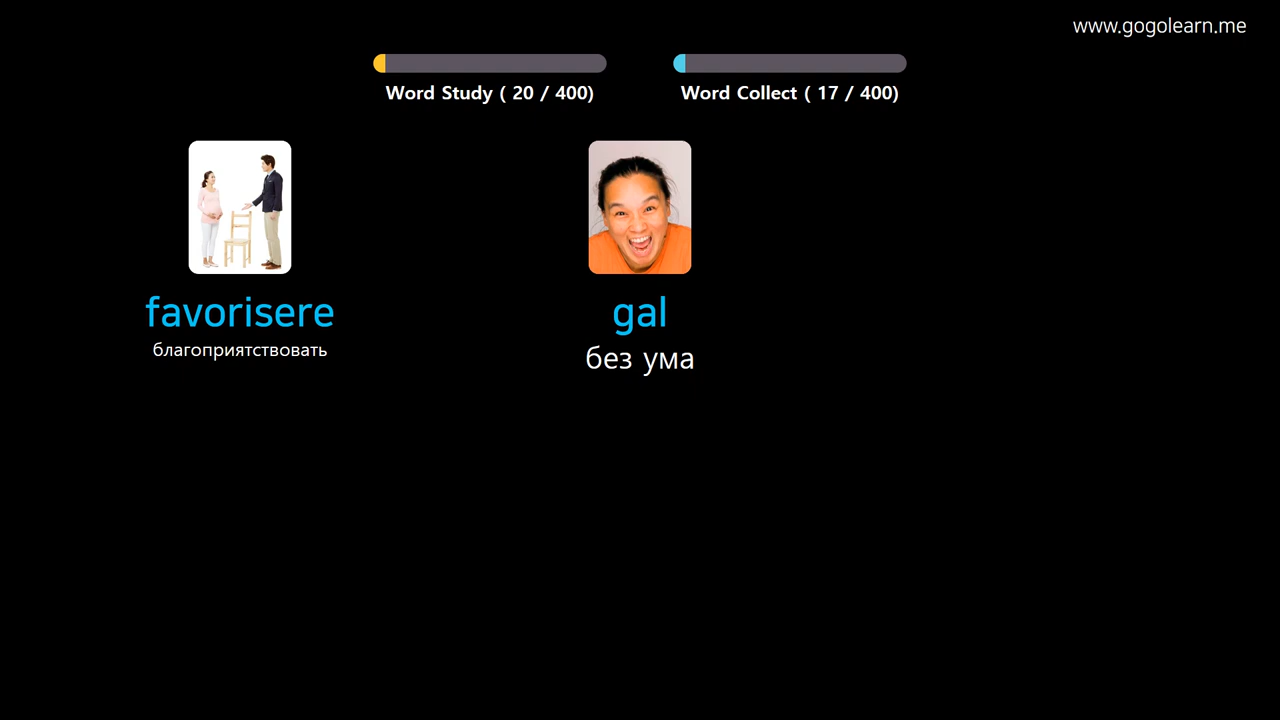 www.gogolearn.me
Word Study ( 20 / 400)
Word Collect ( 17 / 400)
favorisere
благоприятствовать
gal
без ума